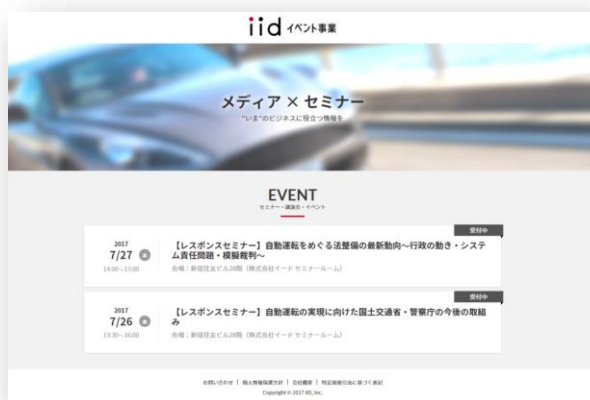 iid イベント事業
メディア × セミナー
"いま"のビジネスに役立つ情報を
EVENT
セミナー・講演会・イベント
受付中
2017
7/27
14:00～17:00
【レスポンスセミナー】自動運転をめぐる法整備の最新動向～行政の動き・システ
ム責任問題・模擬裁判～
会場：新宿住友ビル28階（株式会社イード セミナールーム）
受付中
2017
7/26
13:30～16:00
【レスポンスセミナー】自動運転の実現に向けた国土交通省・警察庁の今後の取組
み
会場：新宿住友ビル28階（株式会社イード セミナールーム）
お問い合わせ | 個人情報保護方針 | 会社概要 | 特定商取引法に基づく表記
Copyright © 2017 IID, Inc.